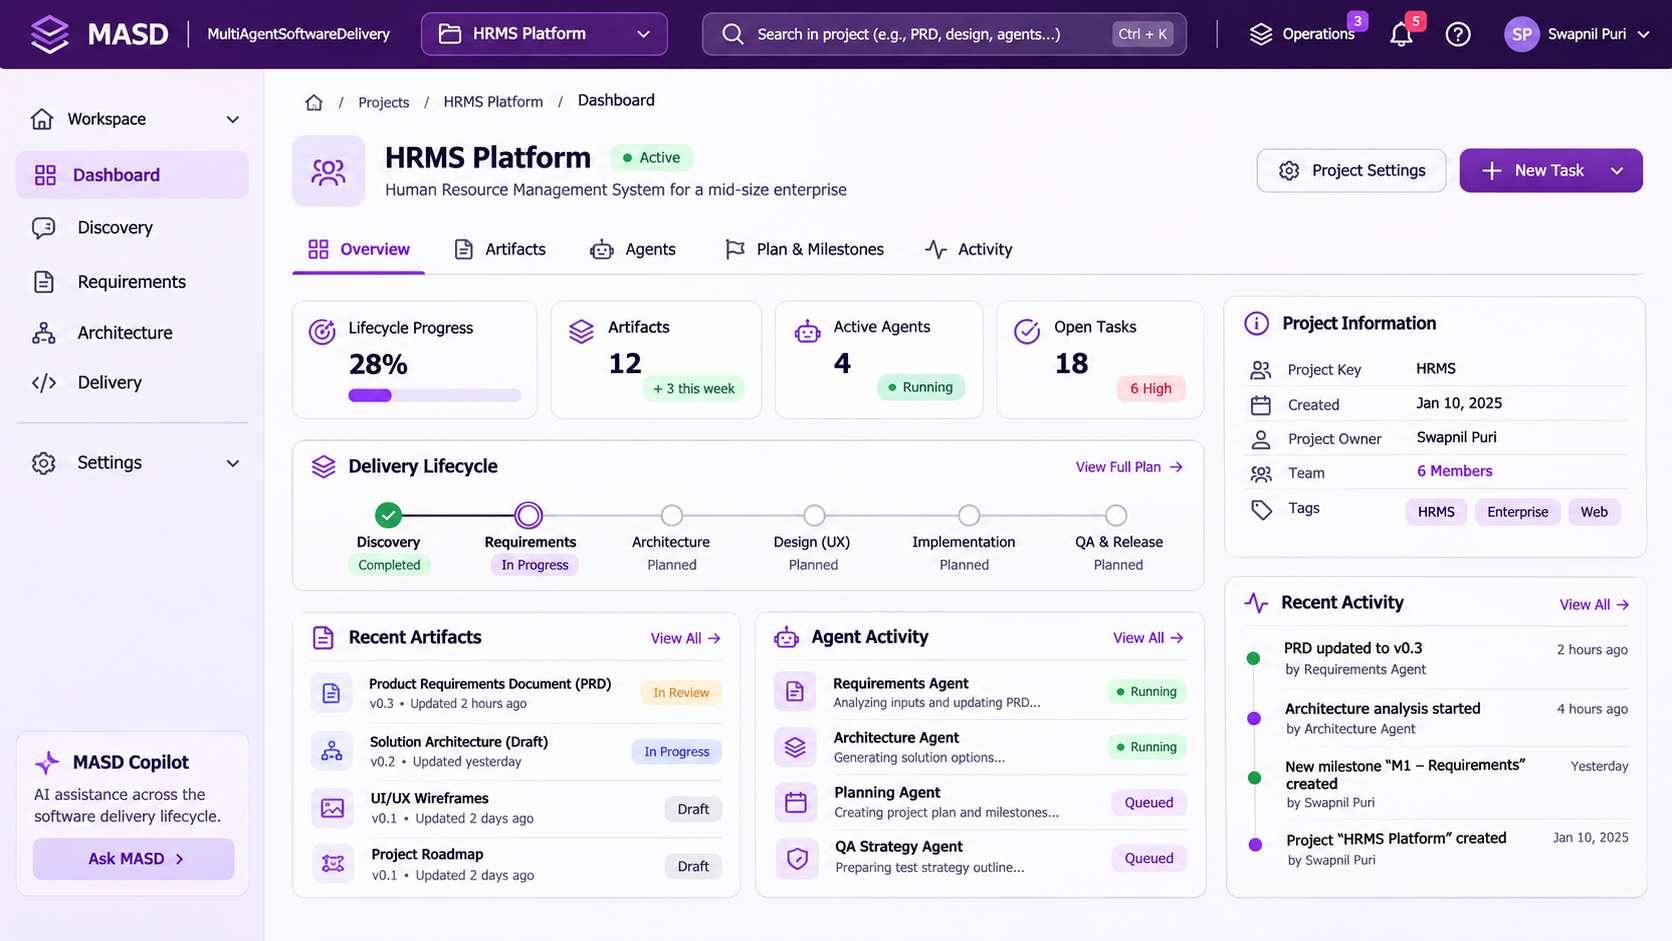 MASD
MultiAgentSoftwareDelivery
HRMS Platform
Search in project (e.g., PRD, design, agents...)
Ctrl + K
Operations
3
5
SP
Swapnil Puri
Workspace
Dashboard
Discovery
Requirements
Architecture
Delivery
Settings
MASD Copilot
AI assistance across the
software delivery lifecycle.
Ask MASD >
/ Projects / HRMS Platform / Dashboard
HRMS Platform
Active
Human Resource Management System for a mid-size enterprise
Project Settings
+ New Task
Overview
Artifacts
Agents
Plan & Milestones
Activity
Lifecycle Progress
28%
Artifacts
12
+ 3 this week
Active Agents
4
Running
Open Tasks
18
6 High
Delivery Lifecycle
View Full Plan →
Discovery
Completed
Requirements
In Progress
Architecture
Planned
Design (UX)
Planned
Implementation
Planned
QA & Release
Planned
Recent Artifacts
View All →
Product Requirements Document (PRD)
v0.3 • Updated 2 hours ago
In Review
Solution Architecture (Draft)
v0.2 • Updated yesterday
In Progress
UI/UX Wireframes
v0.1 • Updated 2 days ago
Draft
Project Roadmap
v0.1 • Updated 2 days ago
Draft
Agent Activity
View All →
Requirements Agent
Analyzing inputs and updating PRD...
Running
Architecture Agent
Generating solution options...
Running
Planning Agent
Creating project plan and milestones...
Queued
QA Strategy Agent
Preparing test strategy outline...
Queued
Project Information
Project Key HRMS
Created Jan 10, 2025
Project Owner Swapnil Puri
Team 6 Members
Tags HRMS Enterprise Web
Recent Activity
View All →
PRD updated to v0.3
2 hours ago
by Requirements Agent
Architecture analysis started
4 hours ago
by Architecture Agent
New milestone “M1 – Requirements”
created
Yesterday
by Swapnil Puri
Project “HRMS Platform” created
Jan 10, 2025
by Swapnil Puri